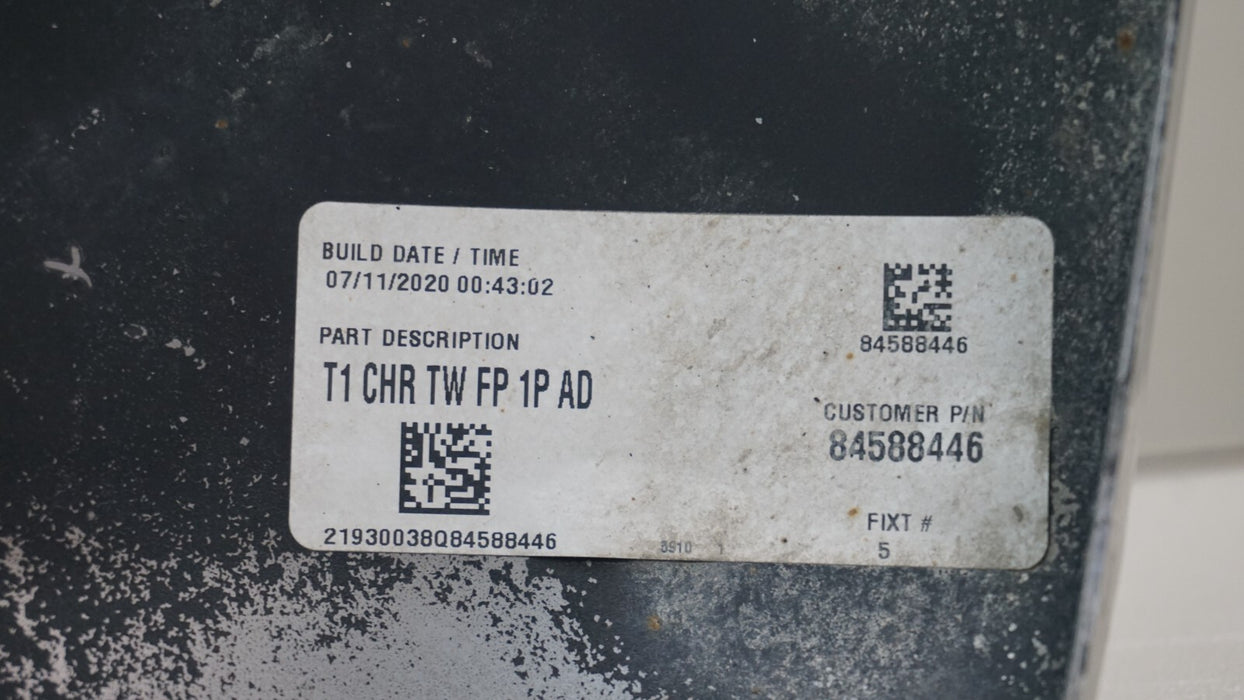 BUILD DATE / TIME
07/11/2020 00:43:02
PART DESCRIPTION
T1 CHR TW FP 1P AD
21930038Q84588446
84588446
CUSTOMER P/N
84588446
FIXT #
5